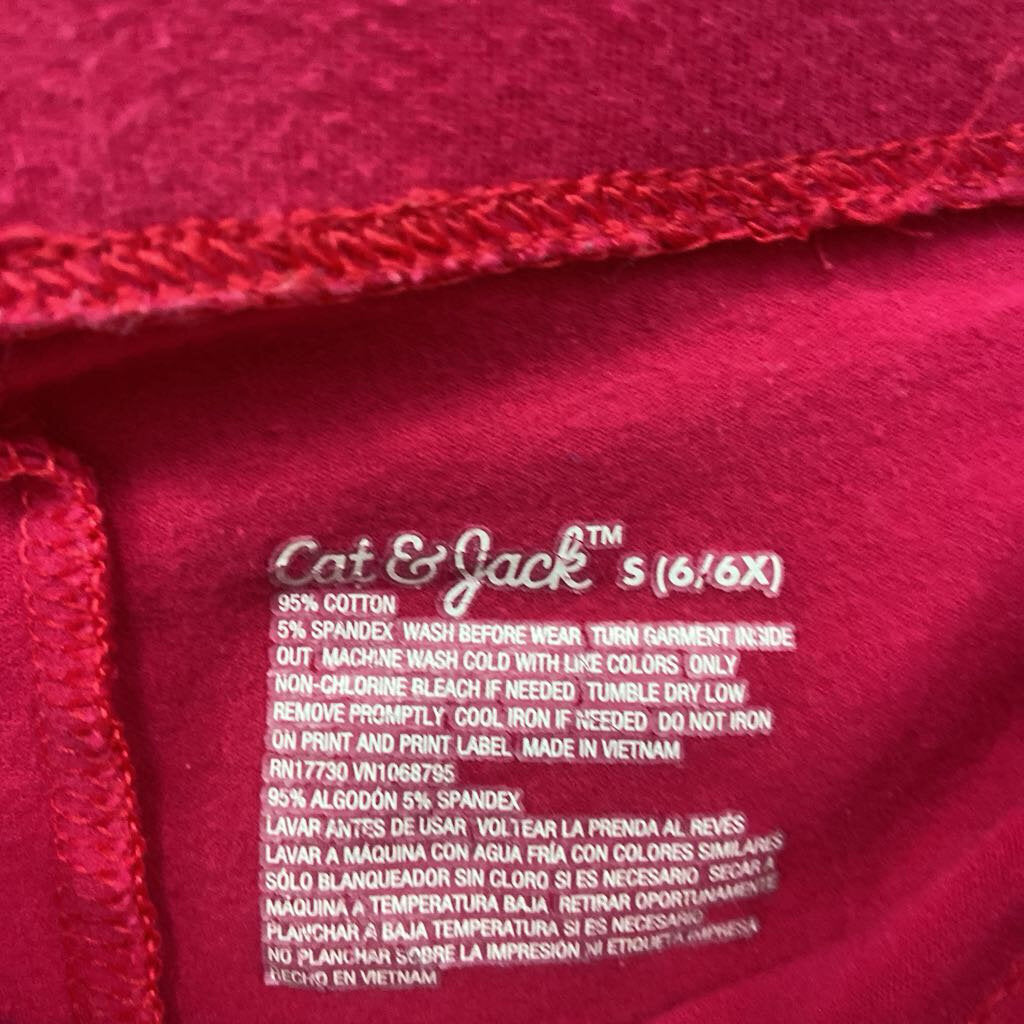 Cat & Jack™ S (6/6X)
95% COTTON
5% SPANDEX WASH BEFORE WEAR TURN GARMENT INSIDE
OUT MACHINE WASH COLD WITH LIKE COLORS ONLY
NON-CHLORINE BLEACH IF NEEDED TUMBLE DRY LOW
REMOVE PROMPTLY COOL IRON IF NEEDED DO NOT IRON
ON PRINT AND PRINT LABEL MADE IN VIETNAM
RN17730 VN1068795
95% ALGODÓN 5% SPANDEX
LAVAR ANTES DE USAR VOLTEAR LA PRENDA AL REVÉS
LAVAR A MÁQUINA CON AGUA FRÍA CON COLORES SIMILARES
SÓLO BLANQUEADOR SIN CLORO SI ES NECESARIO SECAR A
MÁQUINA A TEMPERATURA BAJA RETIRAR OPORTUNAMENTE
PLANCHAR A BAJA TEMPERATURA SI ES NECESARIO
NO PLANCHAR SOBRE LA IMPRESIÓN NI ETIQUETA IMPRESA
HECHO EN VIETNAM